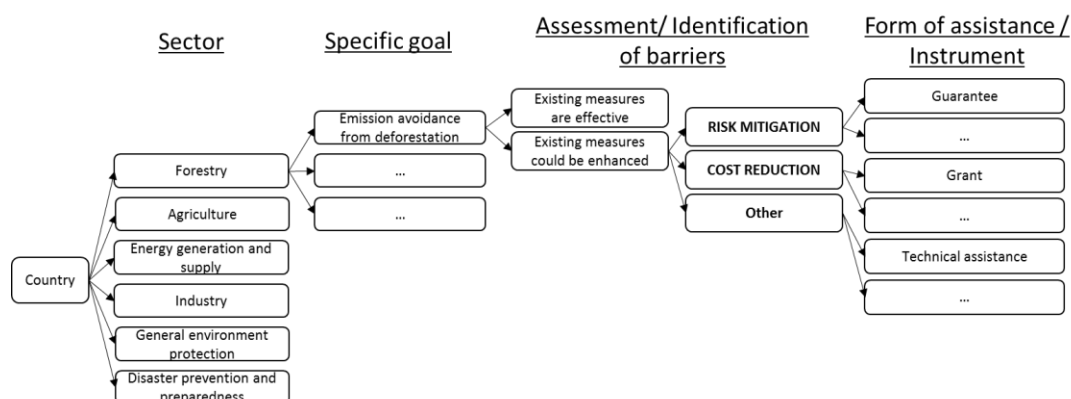 Sector
Specific goal
Assessment/ Identification
of barriers
Form of assistance /
Instrument
Country
Forestry
Agriculture
Energy generation and
supply
Industry
General environment
protection
Disaster prevention and
preparedness
Emission avoidance
from deforestation
...
...
Existing measures
are effective
Existing measures
could be enhanced
RISK MITIGATION
COST REDUCTION
Other
Guarantee
...
Grant
...
Technical assistance
...